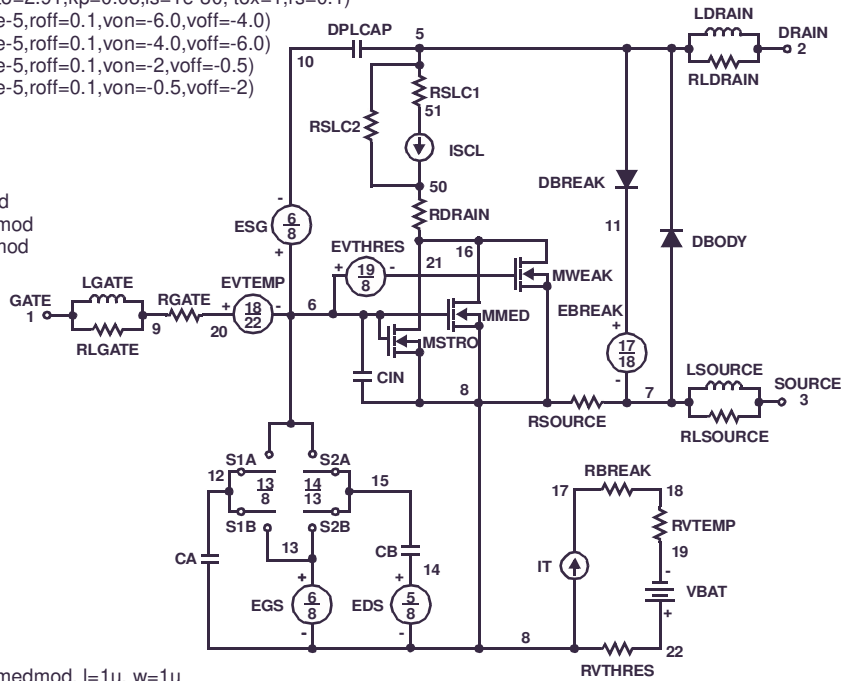 e-5,roff=0.1,von=-6.0,voff=-4.0)
e-5,roff=0.1,von=-4.0,voff=-6.0)
e-5,roff=0.1,von=-2,voff=-0.5)
e-5,roff=0.1,von=-0.5,voff=-2)
d
mod
mod
LDRAIN
DPLCAP 5 DRAIN
10 2
RLDRAIN
RSLC1
51
RSLC2
ISCL
50
DBREAK
RDRAIN
-
ESG 6 8
+
11
DBODY
EVTHRES
16
21
+ 19 8 -
MWEAK
LGATE EVTEMP
GATE RGATE
1
+ 18 22 -
6
EBREAK
MMED
+
9 20
RLGATE
MSTRO
17 18
-
CIN
LSOURCE
8 7 SOURCE
3
RSOURCE
RLSOURCE
S1A S2A
12 13 8 14 13 15
S1B S2B
13
RBREAK
17 18
RVTEMP
CA
CB
14
IT
19
-
VBAT
+
+ +
EGS 6 8 EDS 5 8
- -
8 22
RVTHRES
medmod l=1u w=1u